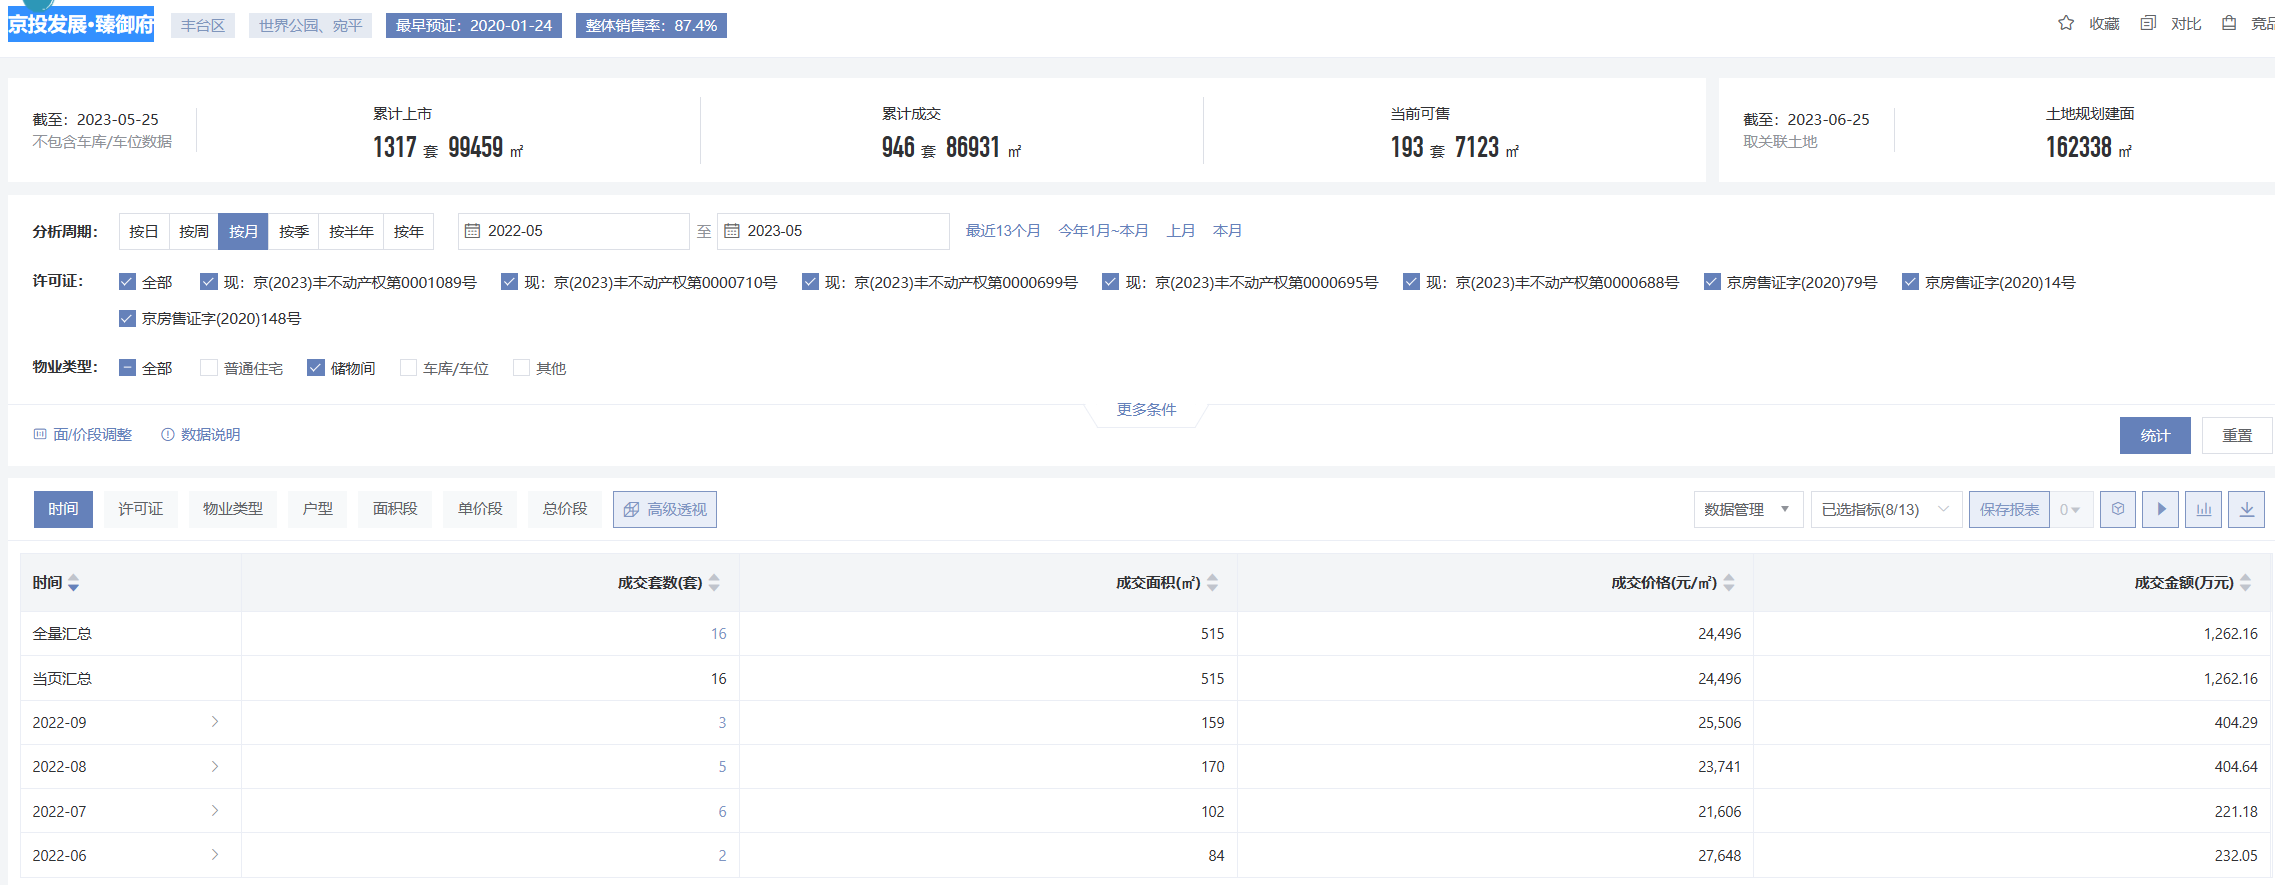 京投发展·臻御府 丰台区 世界公园、宛平 最早预证：2020-01-24 整体销售率：87.4% 收藏 对比
截至：2023-05-25
不包含车库/车位数据
累计上市
1317 套 99459 ㎡
累计成交
946 套 86931 ㎡
当前可售
193 套 7123 ㎡
截至：2023-06-25
取关联土地
土地规划建面
162338 ㎡
分析周期： 按日 按周 按月 按季 按半年 按年 2022-05 至 2023-05 最近13个月 今年1月~本月 上月 本月
许可证： 全部 现：京(2023)丰不动产权第0001089号 现：京(2023)丰不动产权第0000710号 现：京(2023)丰不动产权第0000699号 现：京(2023)丰不动产权第0000695号 现：京(2023)丰不动产权第0000688号 京房售证字(2020)79号 京房售证字(2020)14号
京房售证字(2020)148号
物业类型： 全部 普通住宅 储物间 车库/车位 其他
更多条件
面/价段调整 数据说明 统计 重置
时间 许可证 物业类型 户型 面积段 单价段 总价段 高级透视 数据管理 已选指标(8/13) 保存报表 0
时间 成交套数(套) 成交面积(㎡) 成交价格(元/㎡) 成交金额(万元)
全量汇总 16 515 24,496 1,262.16
当页汇总 16 515 24,496 1,262.16
2022-09 3 159 25,506 404.29
2022-08 5 170 23,741 404.64
2022-07 6 102 21,606 221.18
2022-06 2 84 27,648 232.05